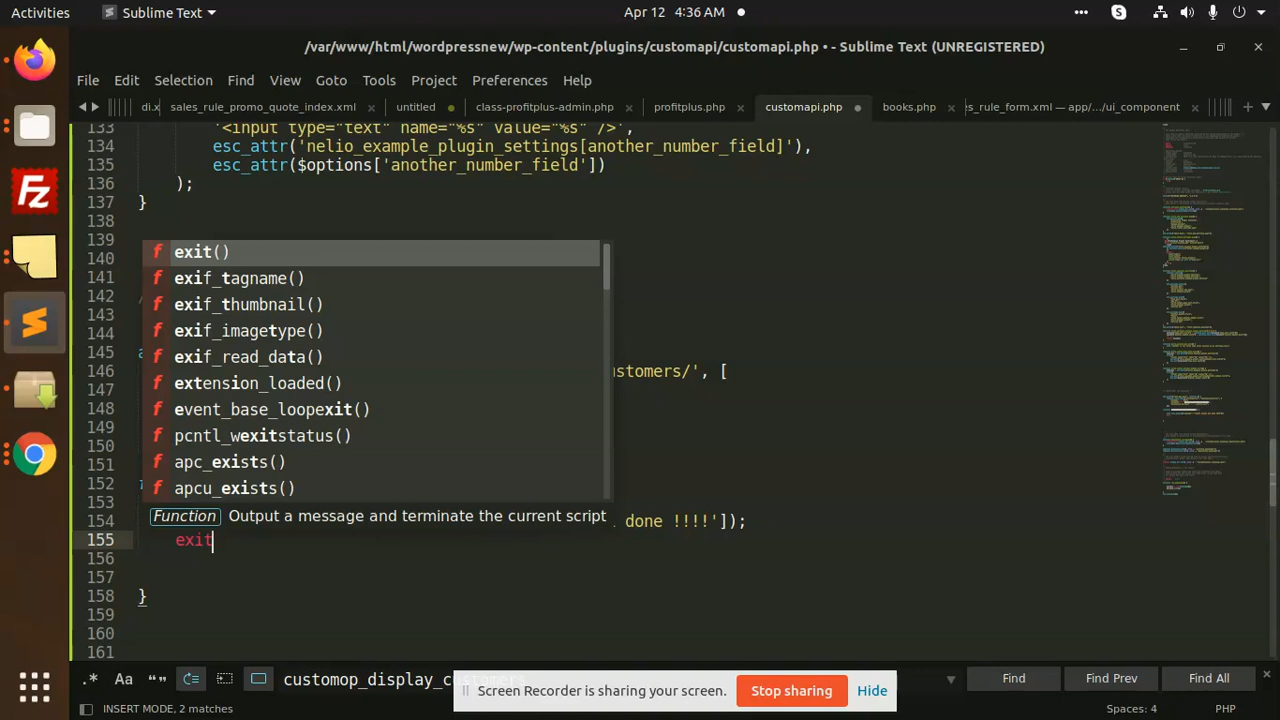 Activities
Sublime Text
Apr 12 4:36 AM
/var/www/html/wordpressnew/wp-content/plugins/customapi/customapi.php • - Sublime Text (UNREGISTERED)
File Edit Selection Find View Goto Tools Project Preferences Help
di.x sales_rule_promo_quote_index.xml untitled class-profitplus-admin.php profitplus.php customapi.php books.php es_rule_form.xml — app/.../ui_component
133 '<input type="text" name="%s" value="%s" />',
134 esc_attr('nelio_example_plugin_settings[another_number_field]'),
135 esc_attr($options['another_number_field'])
136 );
137 }
138
139
140 f exit()
141 f exif_tagname()
142 f exif_thumbnail()
143 f exif_imagetype()
144
145 f exif_read_data()
146 stomers/', [
147 f extension_loaded()
148 f event_base_loopexit()
149 f pcntl_wexitstatus()
150
151 f apc_exists()
152 f apcu_exists()
153 Function Output a message and terminate the current script
154 done !!!!']);
155 exit
156
157
158 }
159
160
161
.* Aa “” customop_display_customers Find Find Prev Find All
Screen Recorder is sharing your screen. Stop sharing Hide
INSERT MODE, 2 matches Spaces: 4 PHP